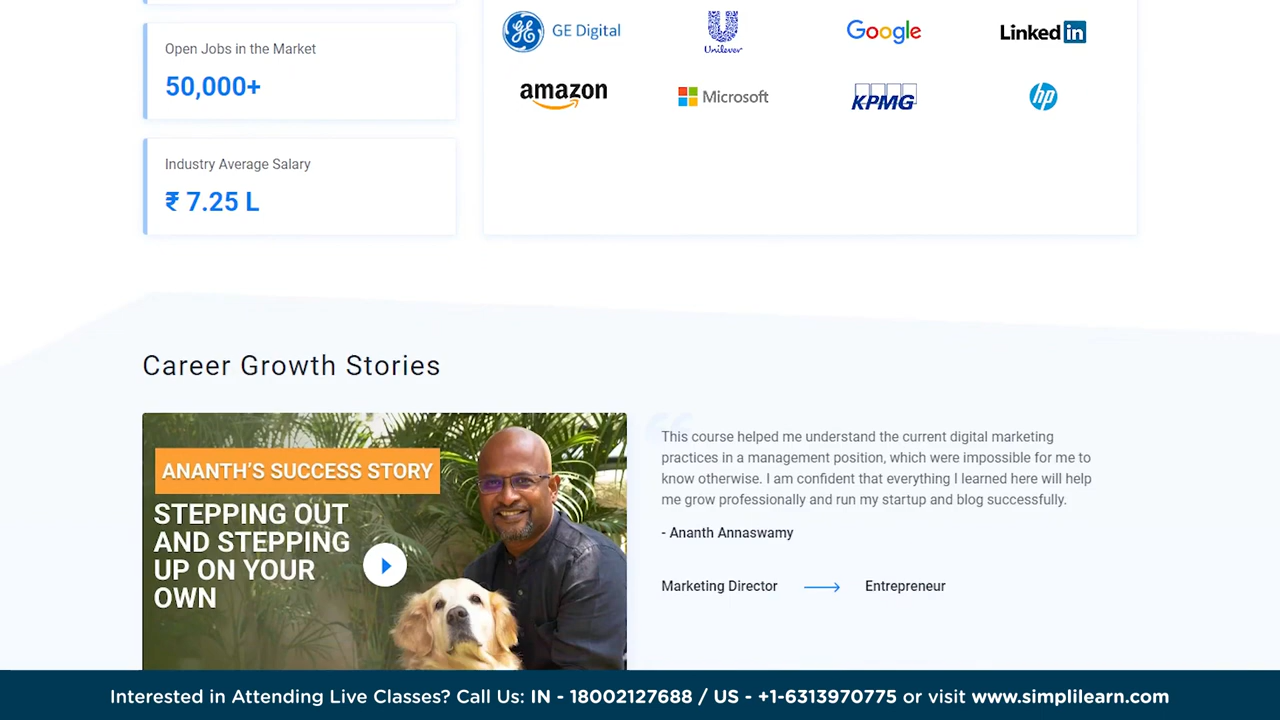 Open Jobs in the Market
50,000+
Industry Average Salary
₹ 7.25 L
GE Digital
Unilever
Google
Linked in
amazon
Microsoft
KPMG
hp
Career Growth Stories
ANANTH'S SUCCESS STORY
STEPPING OUT
AND STEPPING
UP ON YOUR
OWN
“
This course helped me understand the current digital marketing
practices in a management position, which were impossible for me to
know otherwise. I am confident that everything I learned here will help
me grow professionally and run my startup and blog successfully.
- Ananth Annaswamy
Marketing Director
Entrepreneur
Interested in Attending Live Classes? Call Us: IN - 18002127688 / US - +1-6313970775 or visit www.simplilearn.com